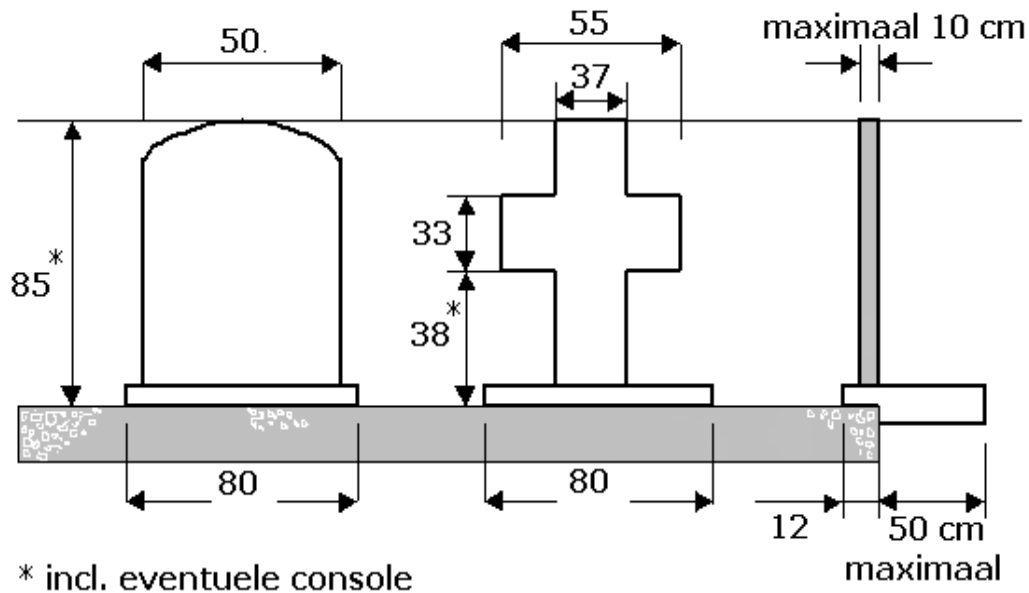 50.
55
maximaal 10 cm
37
33
85*
38*
80
80
12
50 cm
maximaal
* incl. eventuele console